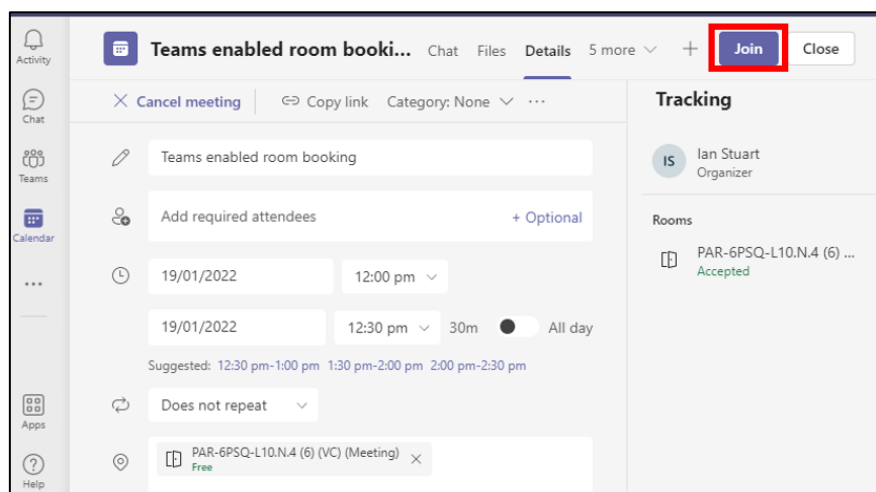 Activity
Chat
Teams
Calendar
Apps
Help
Teams enabled room booki... Chat Files Details 5 more Join Close
Cancel meeting Copy link Category: None ...
Teams enabled room booking
Add required attendees + Optional
19/01/2022 12:00 pm
19/01/2022 12:30 pm 30m All day
Suggested: 12:30 pm-1:00 pm 1:30 pm-2:00 pm 2:00 pm-2:30 pm
Does not repeat
PAR-6PSQ-L10.N.4 (6) (VC) (Meeting)
Free
Tracking
IS Ian Stuart
Organizer
Rooms
PAR-6PSQ-L10.N.4 (6) ...
Accepted